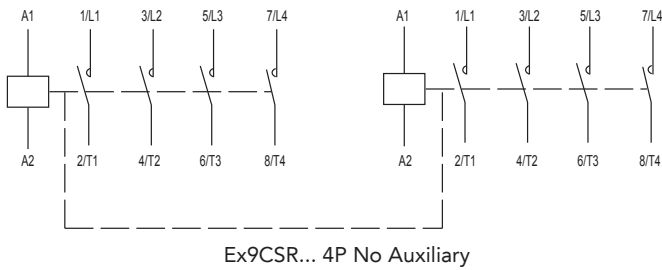 A1 1/L1 3/L2 5/L3 7/L4 A1 1/L1 3/L2 5/L3 7/L4
A2 2/T1 4/T2 6/T3 8/T4 A2 2/T1 4/T2 6/T3 8/T4
Ex9CSR... 4P No Auxiliary